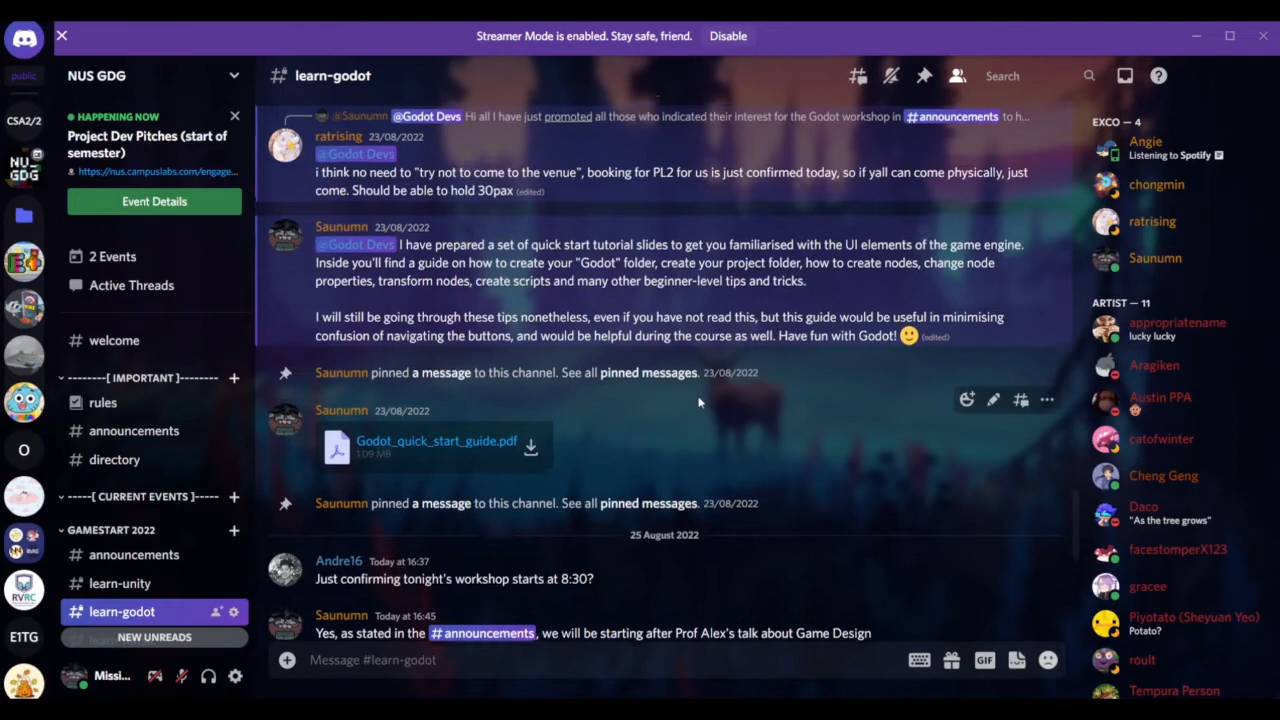 Streamer Mode is enabled. Stay safe, friend. Disable
public
CSA2/2
NUS GDG
O
RVRC
E1TG
NUS GDG
HAPPENING NOW
Project Dev Pitches (start of
semester)
https://nus.campuslabs.com/engage...
Event Details
2 Events
Active Threads
welcome
--------[ IMPORTANT ]-------
rules
announcements
directory
-----[ CURRENT EVENTS ]-----
GAMESTART 2022
announcements
learn-unity
learn-godot
NEW UNREADS
Missi...
learn-godot
Search
@Saunumn @Godot Devs Hi all I have just promoted all those who indicated their interest for the Godot workshop in #announcements to h...
ratrising 23/08/2022
@Godot Devs
i think no need to "try not to come to the venue", booking for PL2 for us is just confirmed today, so if yall can come physically, just
come. Should be able to hold 30pax (edited)
Saunumn 23/08/2022
@Godot Devs I have prepared a set of quick start tutorial slides to get you familiarised with the UI elements of the game engine.
Inside you'll find a guide on how to create your "Godot" folder, create your project folder, how to create nodes, change node
properties, transform nodes, create scripts and many other beginner-level tips and tricks.
I will still be going through these tips nonetheless, even if you have not read this, but this guide would be useful in minimising
confusion of navigating the buttons, and would be helpful during the course as well. Have fun with Godot! 🙂 (edited)
Saunumn pinned a message to this channel. See all pinned messages. 23/08/2022
Saunumn 23/08/2022
Godot_quick_start_guide.pdf
1.09 MB
Saunumn pinned a message to this channel. See all pinned messages. 23/08/2022
25 August 2022
Andre16 Today at 16:37
Just confirming tonight's workshop starts at 8:30?
Saunumn Today at 16:45
Yes, as stated in the #announcements, we will be starting after Prof Alex's talk about Game Design
Message #learn-godot
GIF
EXCO — 4
Angie
Listening to Spotify
chongmin
ratrising
Saunumn
ARTIST — 11
appropriatename
lucky lucky
Aragiken
Austin PPA
catofwinter
Cheng Geng
Daco
"As the tree grows"
facestomperX123
gracee
Piyotato (Sheyuan Yeo)
Potato?
roult
Tempura Person